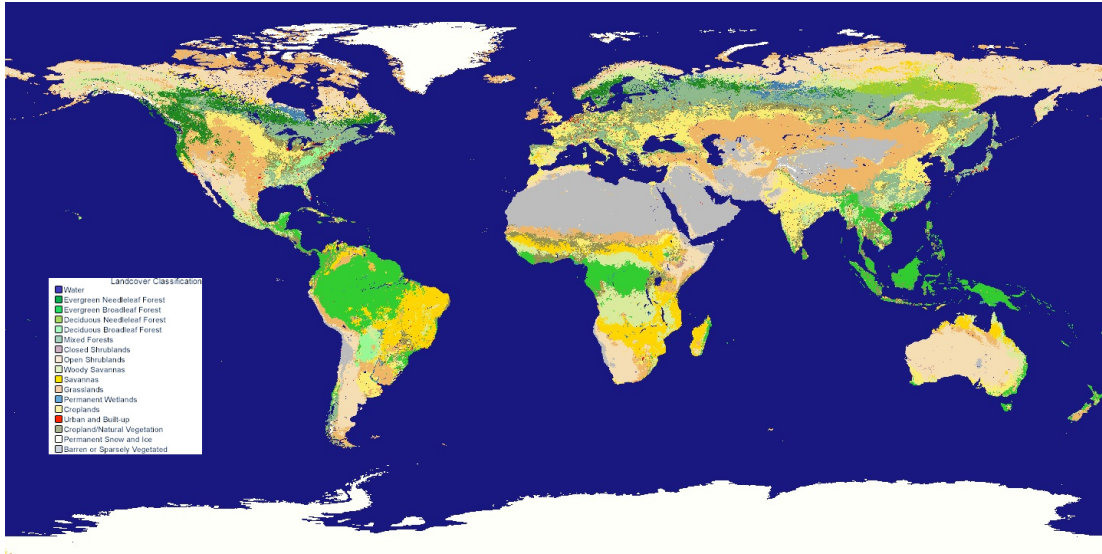 Landcover Classification
Water
Evergreen Needleleaf Forest
Evergreen Broadleaf Forest
Deciduous Needleleaf Forest
Deciduous Broadleaf Forest
Mixed Forests
Closed Shrublands
Open Shrublands
Woody Savannas
Savannas
Grasslands
Permanent Wetlands
Croplands
Urban and Built-up
Cropland/Natural Vegetation
Permanent Snow and Ice
Barren or Sparsely Vegetated